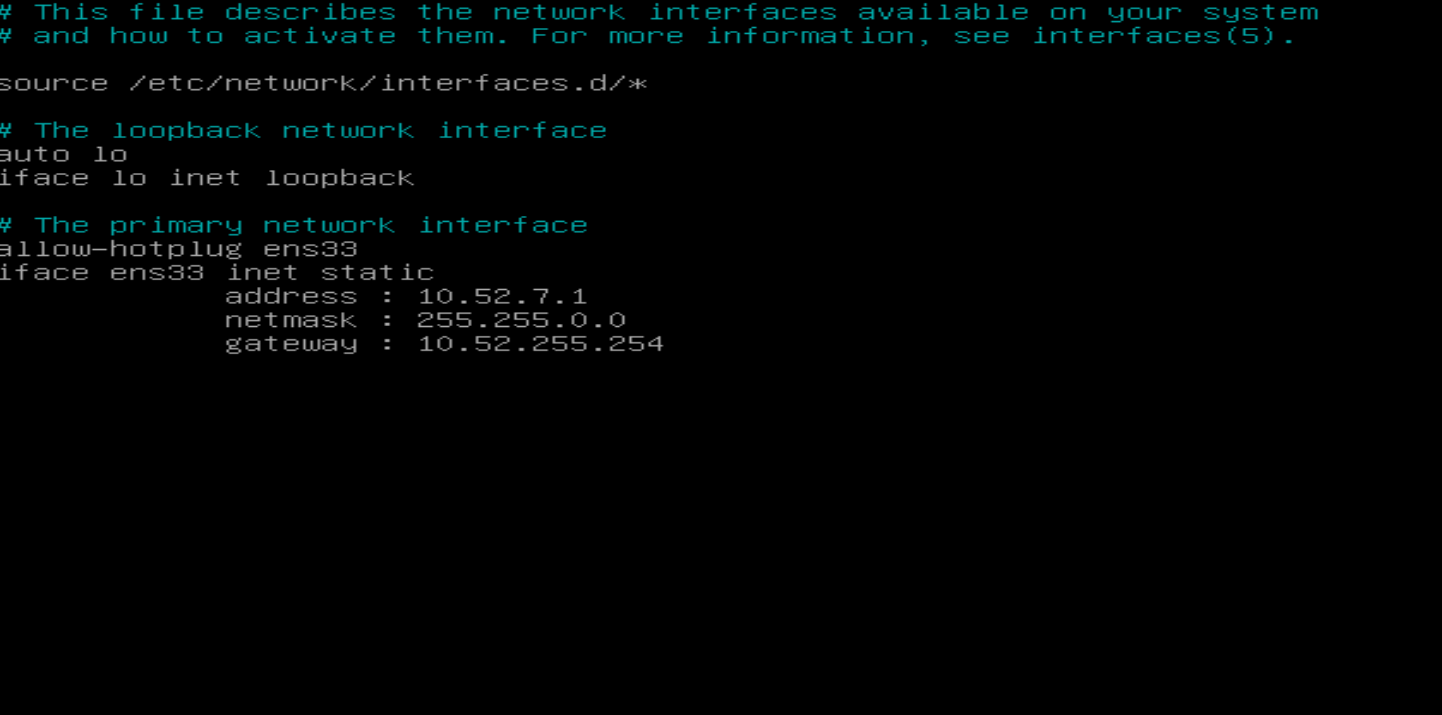 # This file describes the network interfaces available on your system
# and how to activate them. For more information, see interfaces(5).
source /etc/network/interfaces.d/*
# The loopback network interface
auto lo
iface lo inet loopback
# The primary network interface
allow-hotplug ens33
iface ens33 inet static
address : 10.52.7.1
netmask : 255.255.0.0
gateway : 10.52.255.254